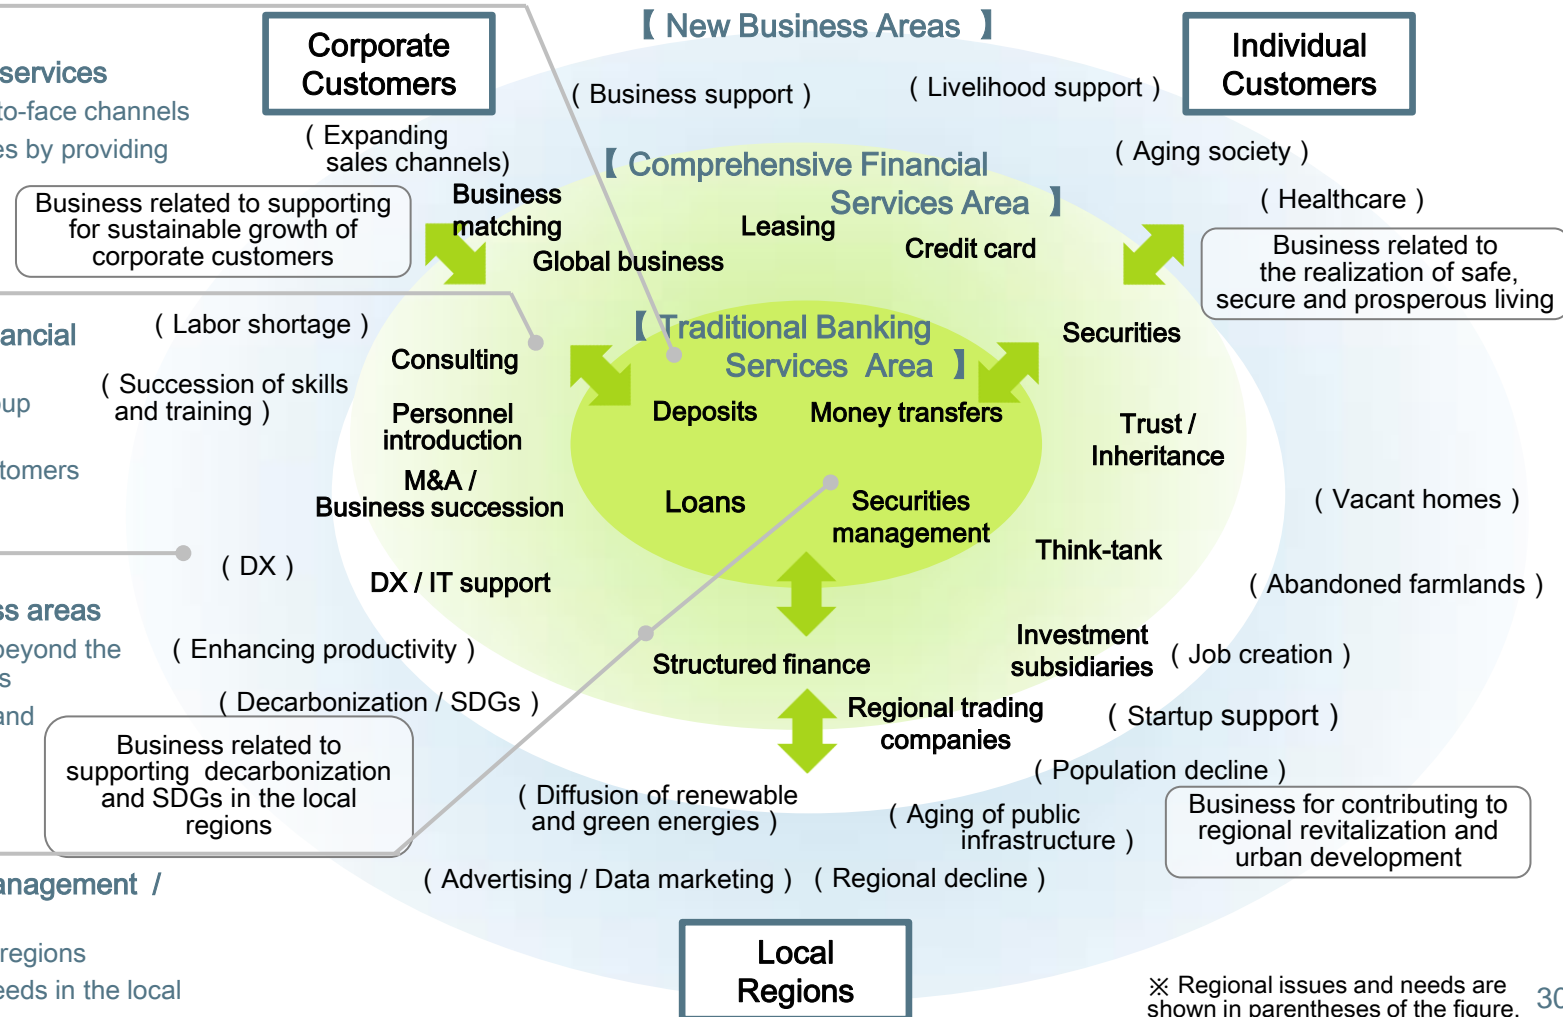 【 New Business Areas 】
Corporate
Customers
Individual
Customers
services
to-face channels
es by providing
( Business support )
( Livelihood support )
( Expanding
sales channels)
( Aging society )
【 Comprehensive Financial
Services Area 】
Business related to supporting
for sustainable growth of
corporate customers
Business
matching
Global business
Leasing
Credit card
( Healthcare )
Business related to
the realization of safe,
secure and prosperous living
nancial
oup
stomers
( Labor shortage )
( Succession of skills
and training )
Consulting
Personnel
introduction
M&A /
Business succession
【 Traditional Banking
Services Area 】
Deposits
Money transfers
Loans
Securities
management
Securities
Trust /
Inheritance
Think-tank
( Vacant homes )
( Abandoned farmlands )
( DX )
DX / IT support
ss areas
beyond the
s
and
( Enhancing productivity )
( Decarbonization / SDGs )
Structured finance
Investment
subsidiaries
( Job creation )
Regional trading
companies
( Startup support )
Business related to
supporting decarbonization
and SDGs in the local
regions
( Population decline )
( Diffusion of renewable
and green energies )
( Aging of public
infrastructure )
Business for contributing to
regional revitalization and
urban development
anagement /
regions
eeds in the local
( Advertising / Data marketing )
( Regional decline )
Local
Regions
※ Regional issues and needs are
shown in parentheses of the figure.
30